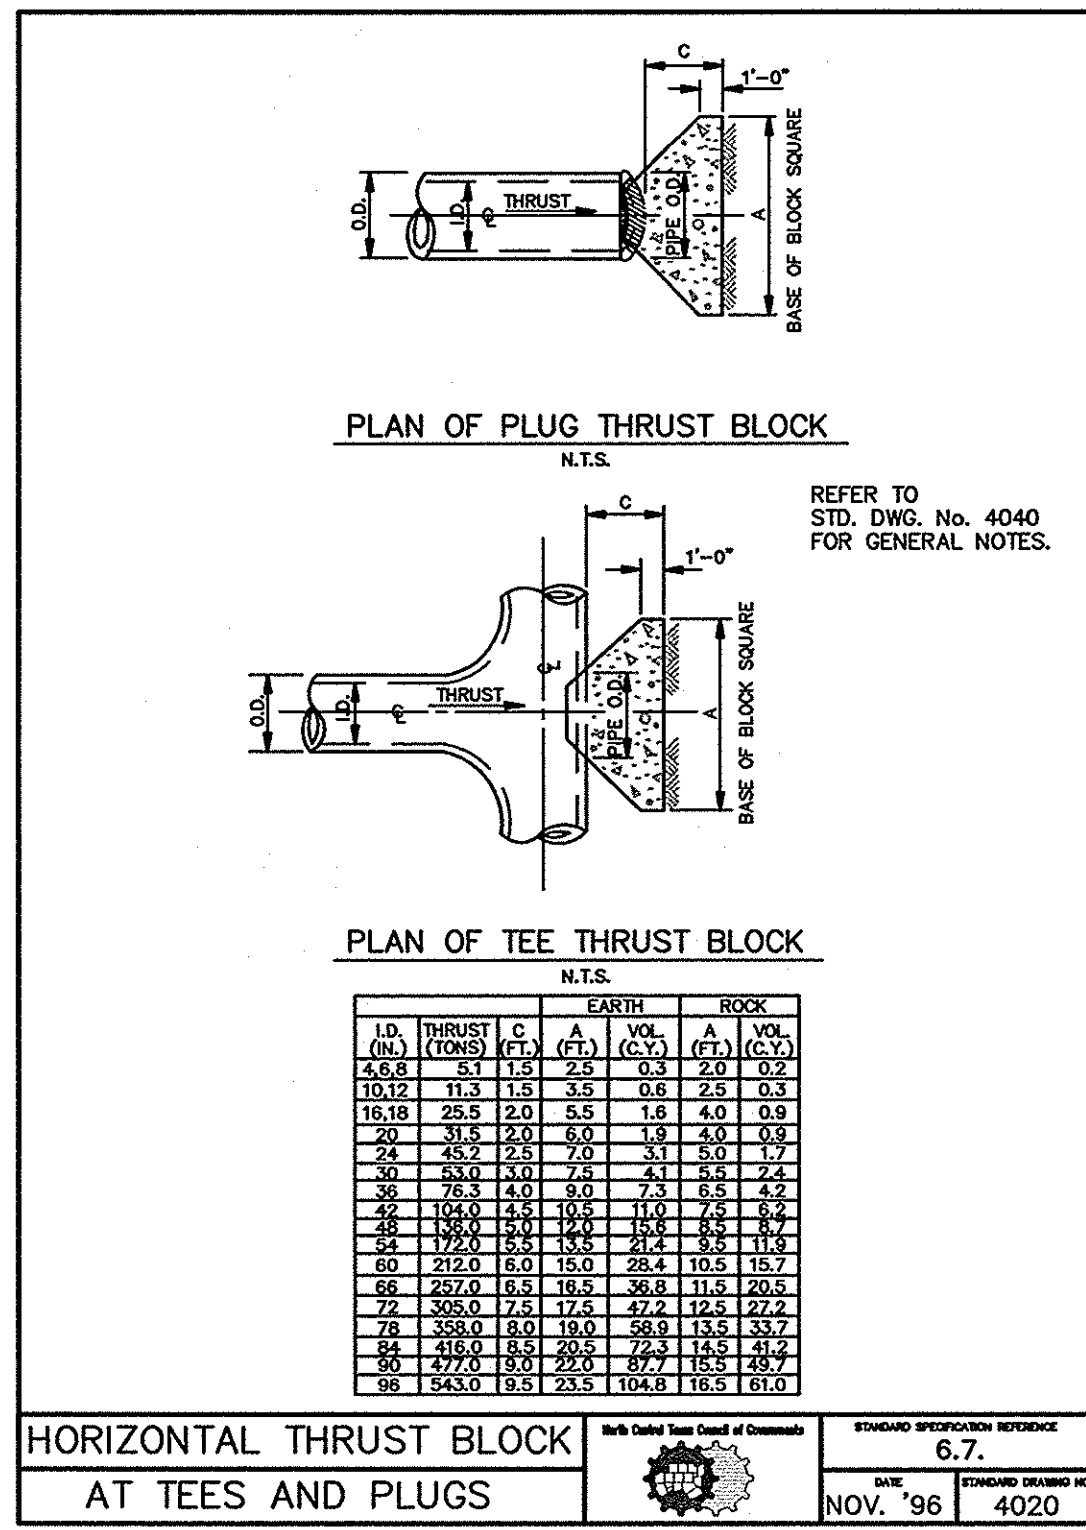 C
1'-0"
O.D.
I.D.
℄
THRUST
PIPE O.D.
A
BASE OF BLOCK SQUARE
PLAN OF PLUG THRUST BLOCK
N.T.S.
REFER TO
STD. DWG. No. 4040
FOR GENERAL NOTES.
C
1'-0"
O.D.
I.D.
℄
THRUST
℄
PIPE O.D.
A
BASE OF BLOCK SQUARE
PLAN OF TEE THRUST BLOCK
N.T.S.
EARTH ROCK
I.D. (IN.) THRUST (TONS) C (FT.) A (FT.) VOL. (C.Y.) A (FT.) VOL. (C.Y.)
4,6,8 5.1 1.5 2.5 0.3 2.0 0.2
10,12 11.3 1.5 3.5 0.6 2.5 0.3
16,18 25.5 2.0 5.5 1.6 4.0 0.9
20 31.5 2.0 6.0 1.9 4.0 0.9
24 45.2 2.5 7.0 3.1 5.0 1.7
30 53.0 3.0 7.5 4.1 5.5 2.4
36 76.3 4.0 9.0 7.3 6.5 4.2
42 104.0 4.5 10.5 11.0 7.5 6.2
48 136.0 5.0 12.0 15.6 8.5 8.7
54 172.0 5.5 13.5 21.4 9.5 11.9
60 212.0 6.0 15.0 28.4 10.5 15.7
66 257.0 6.5 16.5 36.8 11.5 20.5
72 305.0 7.5 17.5 47.2 12.5 27.2
78 358.0 8.0 19.0 58.9 13.5 33.7
84 416.0 8.5 20.5 72.3 14.5 41.2
90 477.0 9.0 22.0 87.7 15.5 49.7
96 543.0 9.5 23.5 104.8 16.5 61.0
HORIZONTAL THRUST BLOCK
AT TEES AND PLUGS
North Central Texas Council of Governments
STANDARD SPECIFICATION REFERENCE
6.7.
DATE
NOV. '96
STANDARD DRAWING NO
4020